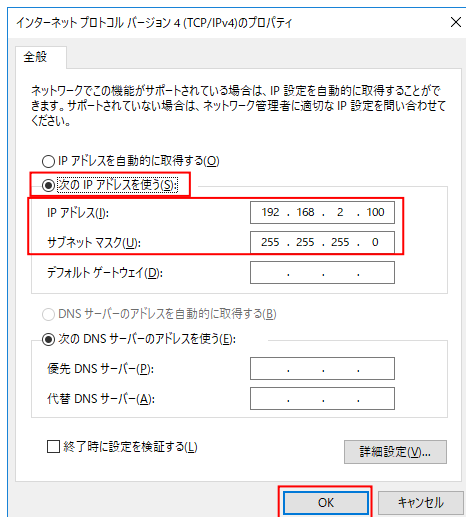 インターネット プロトコル バージョン 4 (TCP/IPv4)のプロパティ
全般
ネットワークでこの機能がサポートされている場合は、IP 設定を自動的に取得することがで
きます。サポートされていない場合は、ネットワーク管理者に適切な IP 設定を問い合わせて
ください。
IP アドレスを自動的に取得する(O)
次の IP アドレスを使う(S):
IP アドレス(I): 192 . 168 . 2 . 100
サブネット マスク(U): 255 . 255 . 255 . 0
デフォルト ゲートウェイ(D): . . .
DNS サーバーのアドレスを自動的に取得する(B)
次の DNS サーバーのアドレスを使う(E):
優先 DNS サーバー(P): . . .
代替 DNS サーバー(A): . . .
終了時に設定を検証する(L)
詳細設定(V)...
OK キャンセル